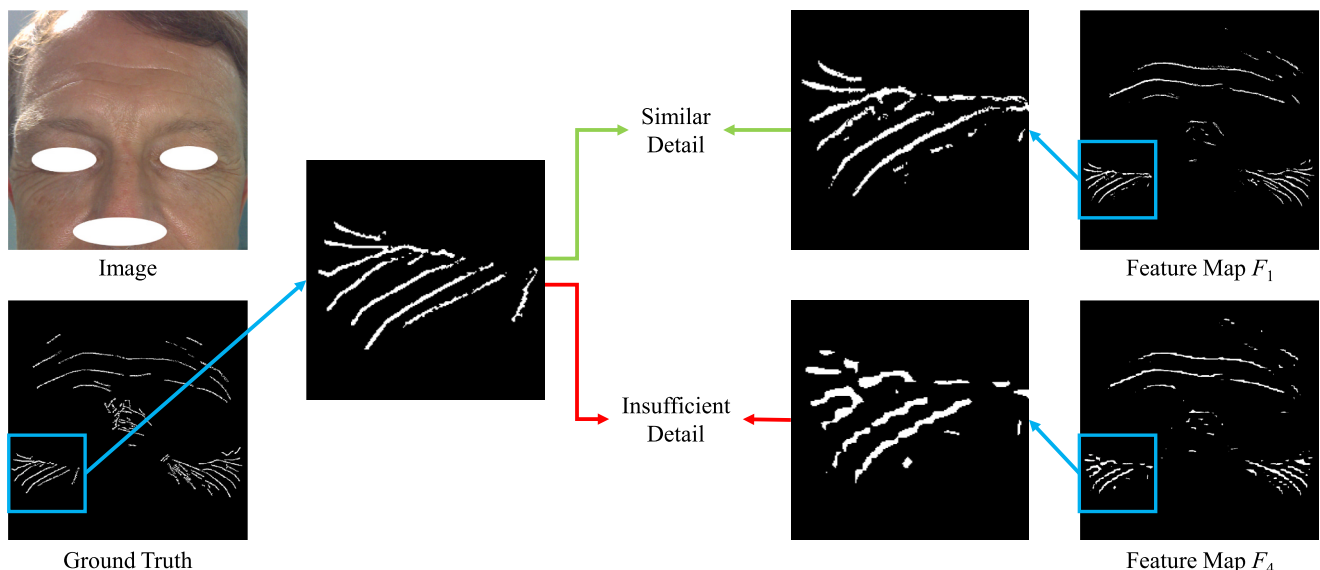 Image
Ground Truth
Similar
Detail
Insufficient
Detail
Feature Map F₁
Feature Map F₄